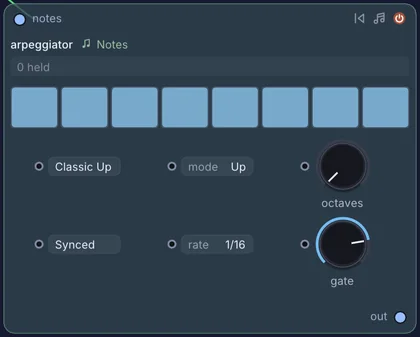 notes
arpeggiator Notes
0 held
Classic Up mode Up
octaves
Synced rate 1/16
gate
out